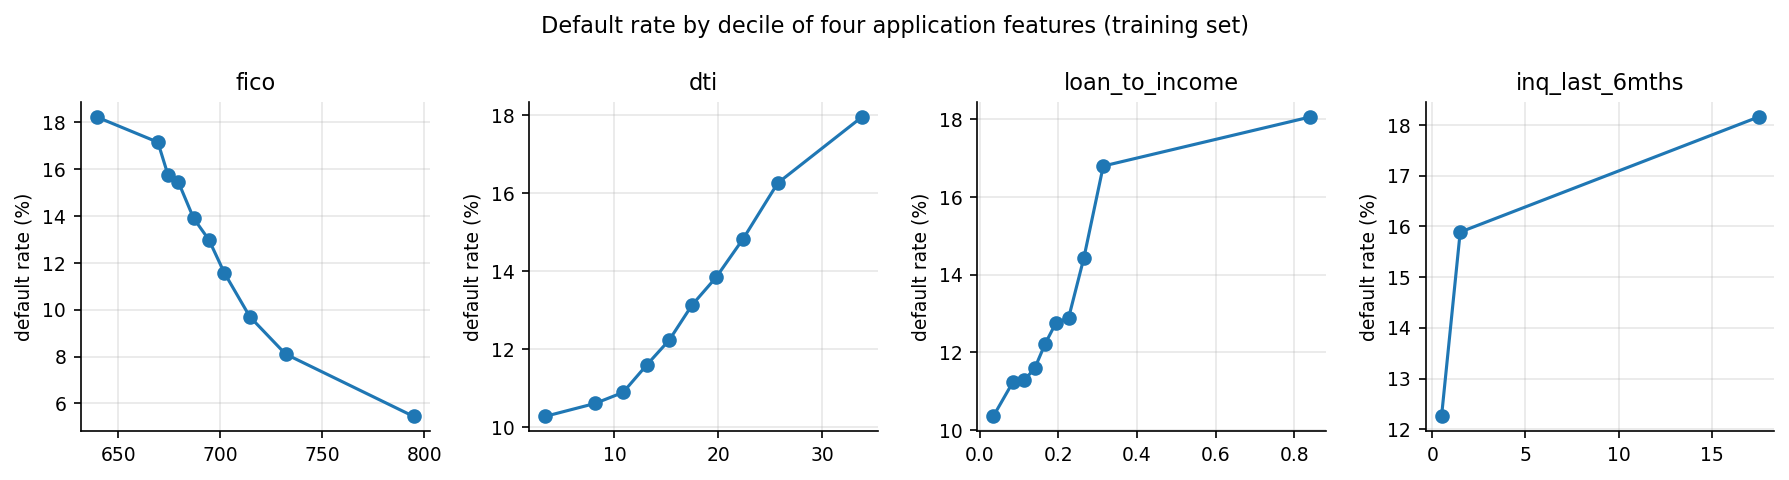 Default rate by decile of four application features (training set)
fico
default rate (%)
18
16
14
12
10
8
6
650 700 750 800
dti
default rate (%)
18
16
14
12
10
10 20 30
loan_to_income
default rate (%)
18
16
14
12
10
0.0 0.2 0.4 0.6 0.8
inq_last_6mths
default rate (%)
18
17
16
15
14
13
12
0 5 10 15